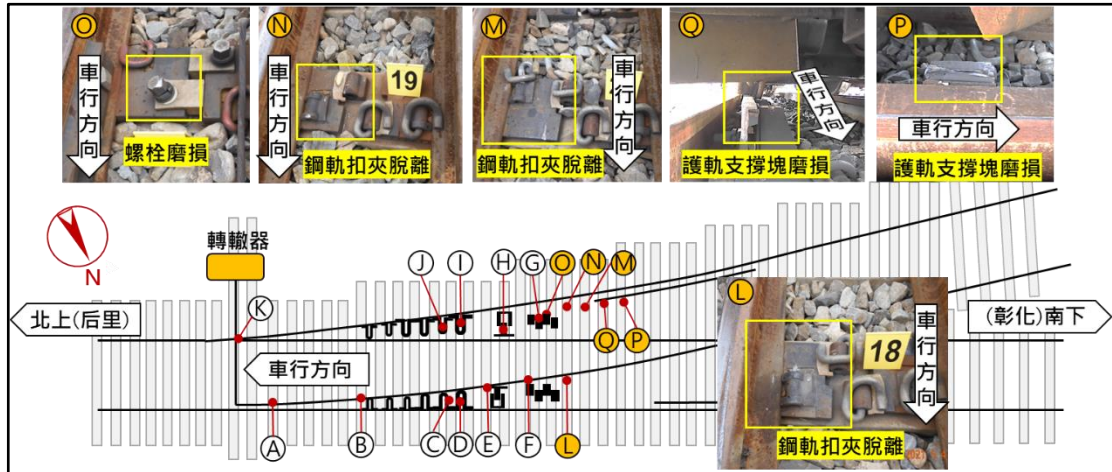 O
車行方向
螺栓磨損
N
車行方向
19
鋼軌扣夾脫離
M
車行方向
鋼軌扣夾脫離
Q
車行方向
護軌支撐塊磨損
P
車行方向
護軌支撐塊磨損
N
轉轍器
K
J
I
H
G
O
N
M
L
車行方向
18
鋼軌扣夾脫離
北上(后里)
(彰化)南下
車行方向
Q
P
A
B
C
D
E
F
L